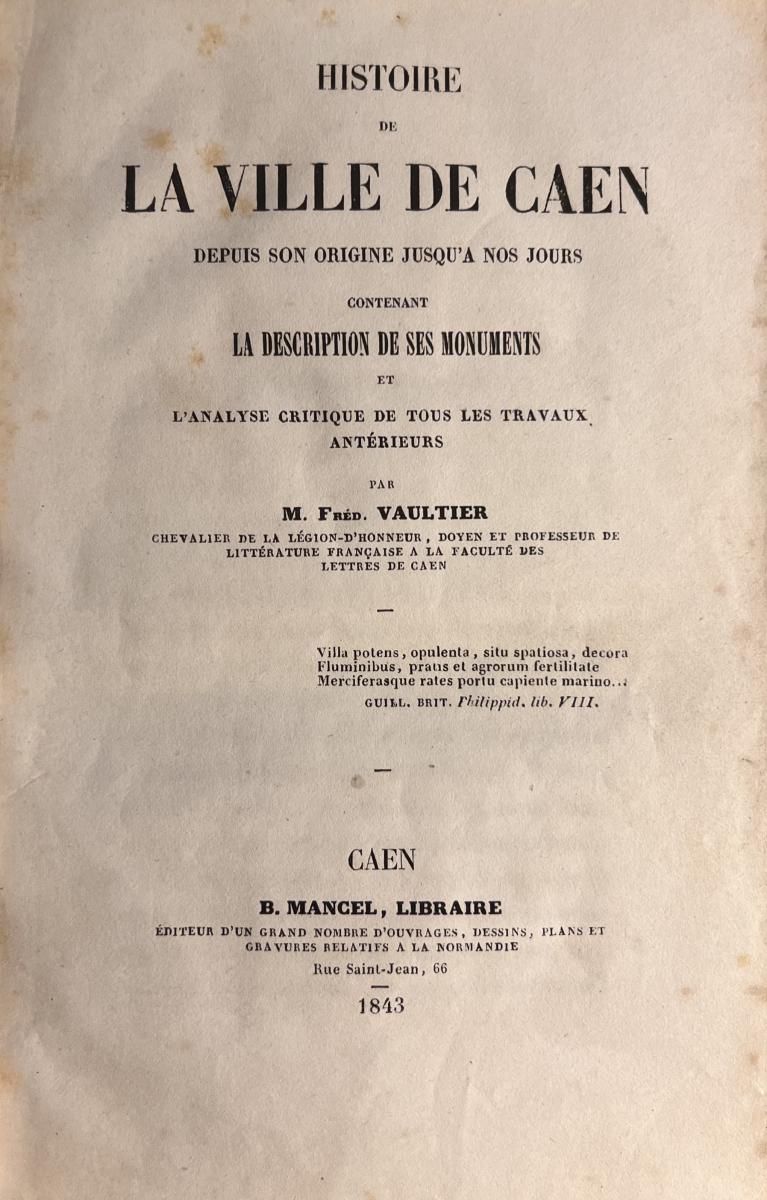 HISTOIRE
DE
LA VILLE DE CAEN
DEPUIS SON ORIGINE JUSQU'A NOS JOURS
CONTENANT
LA DESCRIPTION DE SES MONUMENTS
ET
L'ANALYSE CRITIQUE DE TOUS LES TRAVAUX
ANTÉRIEURS
PAR
M. FRÉD. VAULTIER
CHEVALIER DE LA LÉGION-D'HONNEUR, DOYEN ET PROFESSEUR DE
LITTÉRATURE FRANÇAISE A LA FACULTÉ DES
LETTRES DE CAEN
Villa potens, opulenta, situ spatiosa, decora
Fluminibus, pratis et agrorum fertilitate
Merciferasque rates portu capiente marino...
GUILL. BRIT. Philippid. lib. VIII.
CAEN
B. MANCEL, LIBRAIRE
ÉDITEUR D'UN GRAND NOMBRE D'OUVRAGES, DESSINS, PLANS ET
GRAVURES RELATIFS A LA NORMANDIE
Rue Saint-Jean, 66
1843